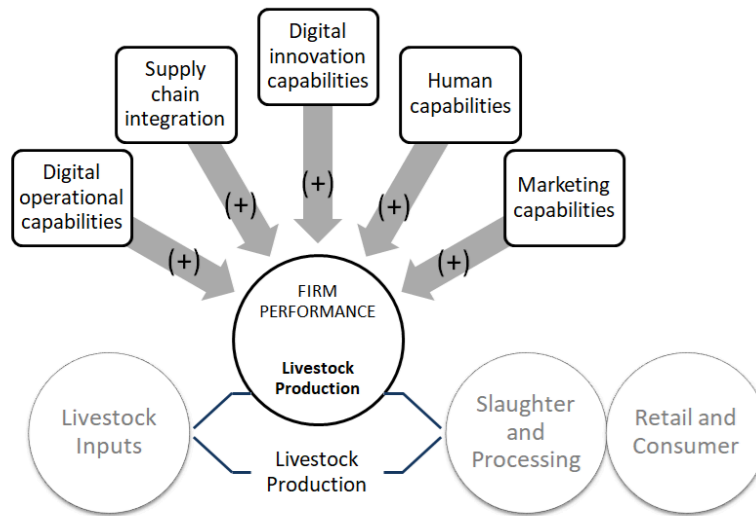 Digital
innovation
capabilities
Supply
chain
integration
Human
capabilities
Digital
operational
capabilities
Marketing
capabilities
(+)
(+)
(+)
(+)
(+)
FIRM
PERFORMANCE
Livestock
Production
Livestock
Inputs
Slaughter
and
Processing
Retail and
Consumer
Livestock
Production